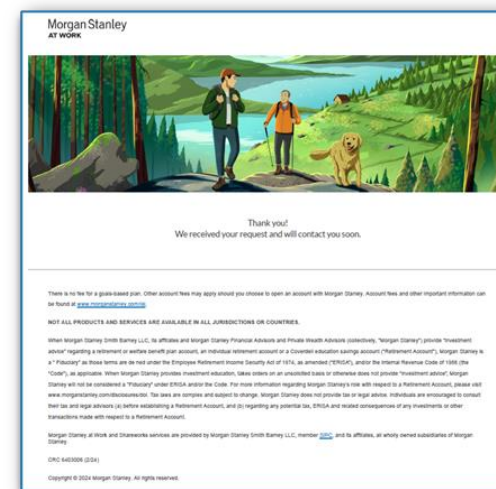 Morgan Stanley
AT WORK
Thank you!
We received your request and will contact you soon.
There is no fee for a goals-based plan. Other account fees may apply should you choose to open an account with Morgan Stanley. Account fees and other important information can
be found at www.morganstanley.com/
NOT ALL PRODUCTS AND SERVICES ARE AVAILABLE IN ALL JURISDICTIONS OR COUNTRIES.
When Morgan Stanley Smith Barney LLC, its affiliates and Morgan Stanley Financial Advisors and Private Wealth Advisors (collectively, "Morgan Stanley") provide "investment
advice" regarding a retirement or welfare benefit plan account, an individual retirement account or a Coverdell education savings account ("Retirement Account"), Morgan Stanley is
a " Fiduciary" as those terms are de ned under the Employee Retirement Income Security Act of 1974, as amended ("ERISA"), and/or the Internal Revenue Code of 1986 (the
"Code"), as applicable. When Morgan Stanley provides investment education, takes orders on an unsolicited basis or otherwise does not provide "investment advice", Morgan
Stanley will not be considered a "Fiduciary" under ERISA and/or the Code. For more information regarding Morgan Stanley's role with respect to a Retirement Account, please visit
www.morganstanley.com/disclosures/dol. Tax laws are complex and subject to change. Morgan Stanley does not provide tax or legal advice. Individuals are encouraged to consult
their tax and legal advisors (a) before establishing a Retirement Account, and (b) regarding any potential tax, ERISA and related consequences of any investments or other
transactions made with respect to a Retirement Account.
Morgan Stanley at Work and Shareworks services are provided by Morgan Stanley Smith Barney LLC, member SIPC, and its affiliates, all wholly owned subsidiaries of Morgan
Stanley.
CRC 6403006 (2/24)
Copyright © 2024 Morgan Stanley. All rights reserved.